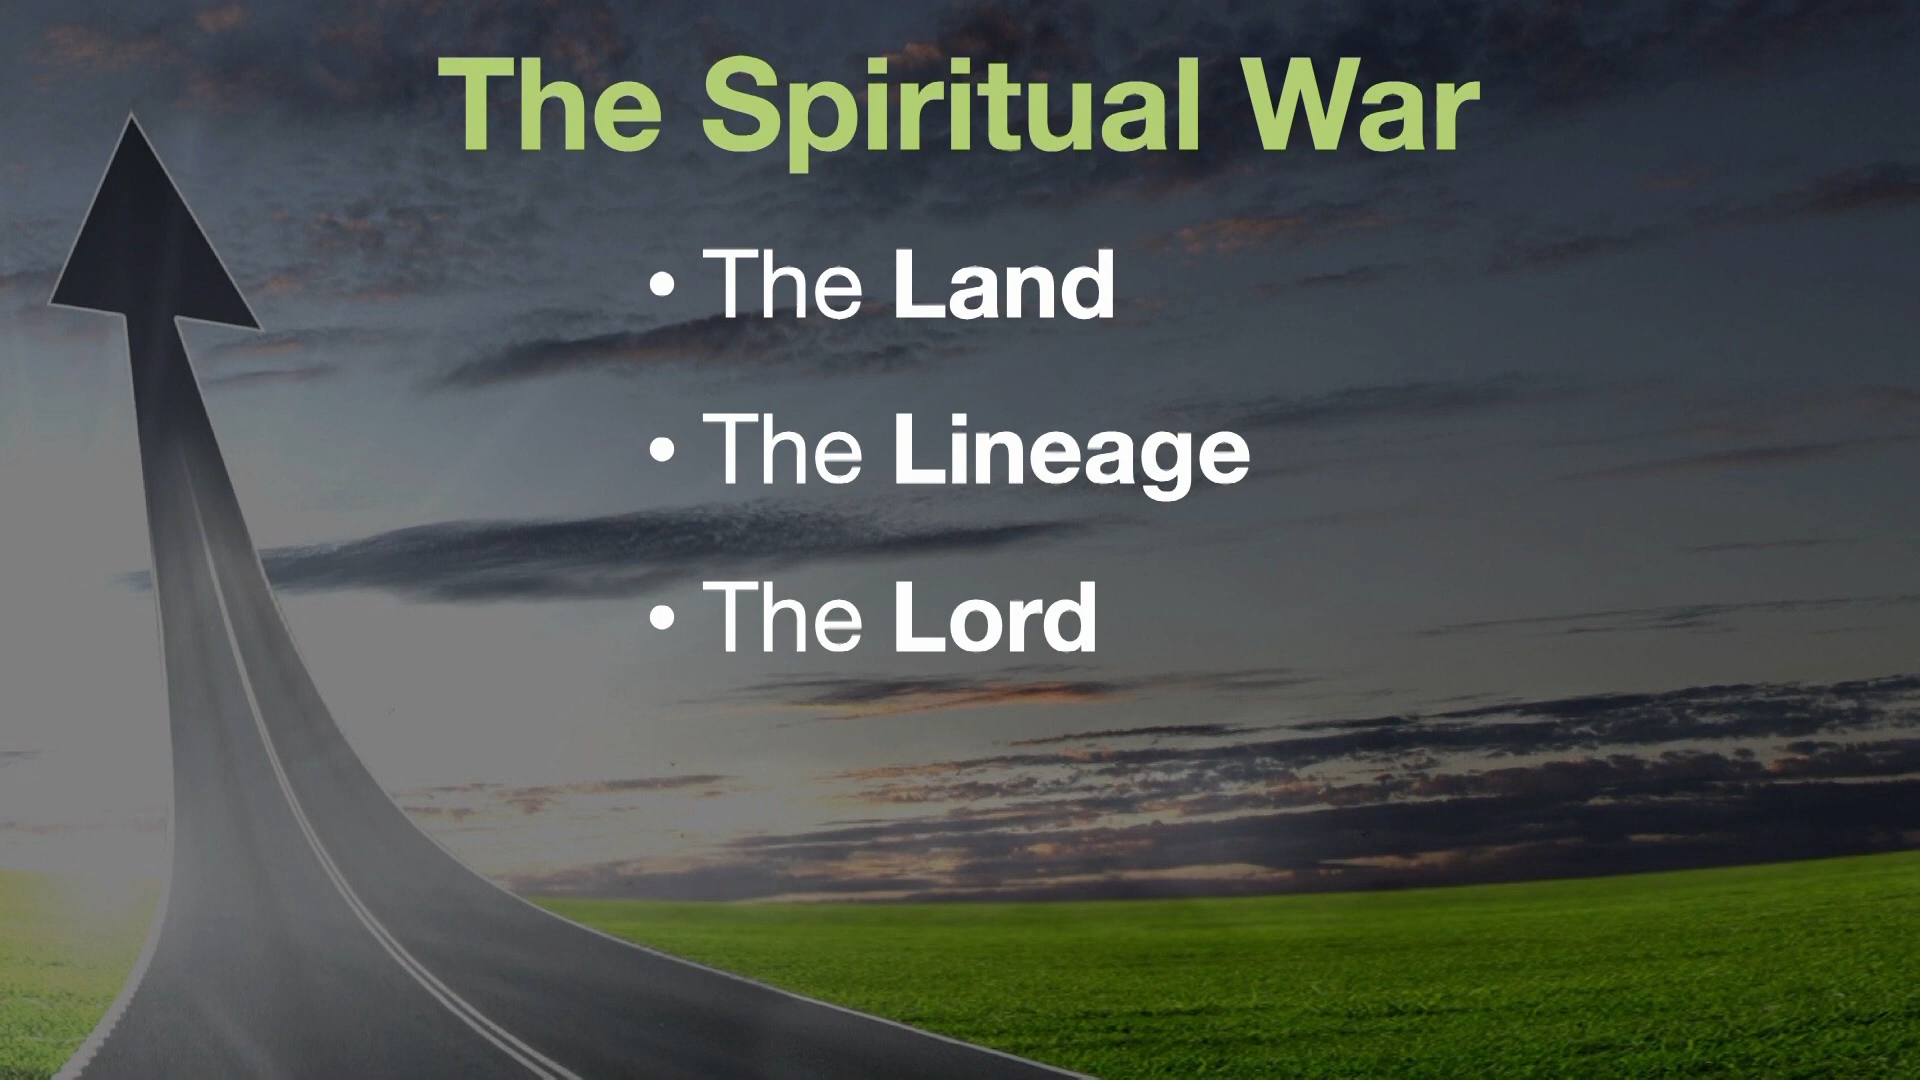 The Spiritual War
• The Land
• The Lineage
• The Lord